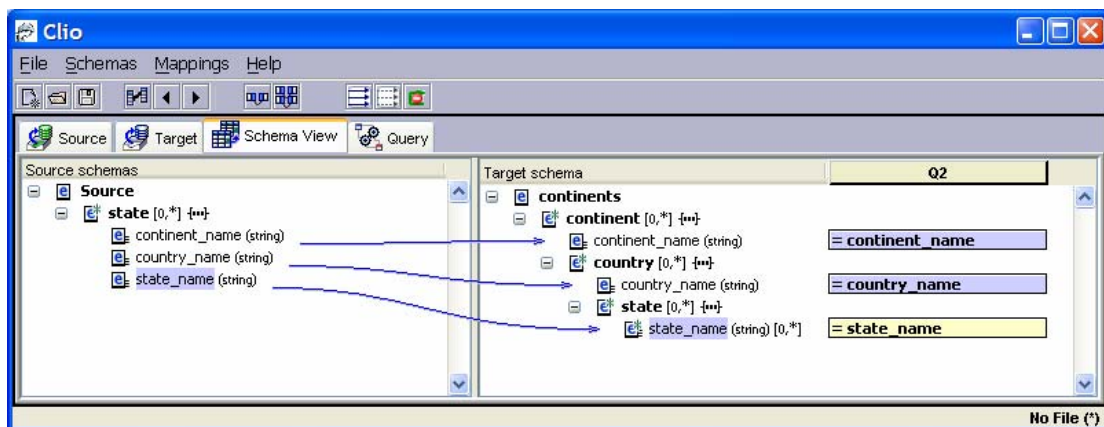 Clio
File Schemas Mappings Help
Source Target Schema View Query
Source schemas
Source
state [0,*]
continent_name (string)
country_name (string)
state_name (string)
Target schema Q2
continents
continent [0,*]
continent_name (string) = continent_name
country [0,*]
country_name (string) = country_name
state [0,*]
state_name (string) [0,*] = state_name
No File (*)